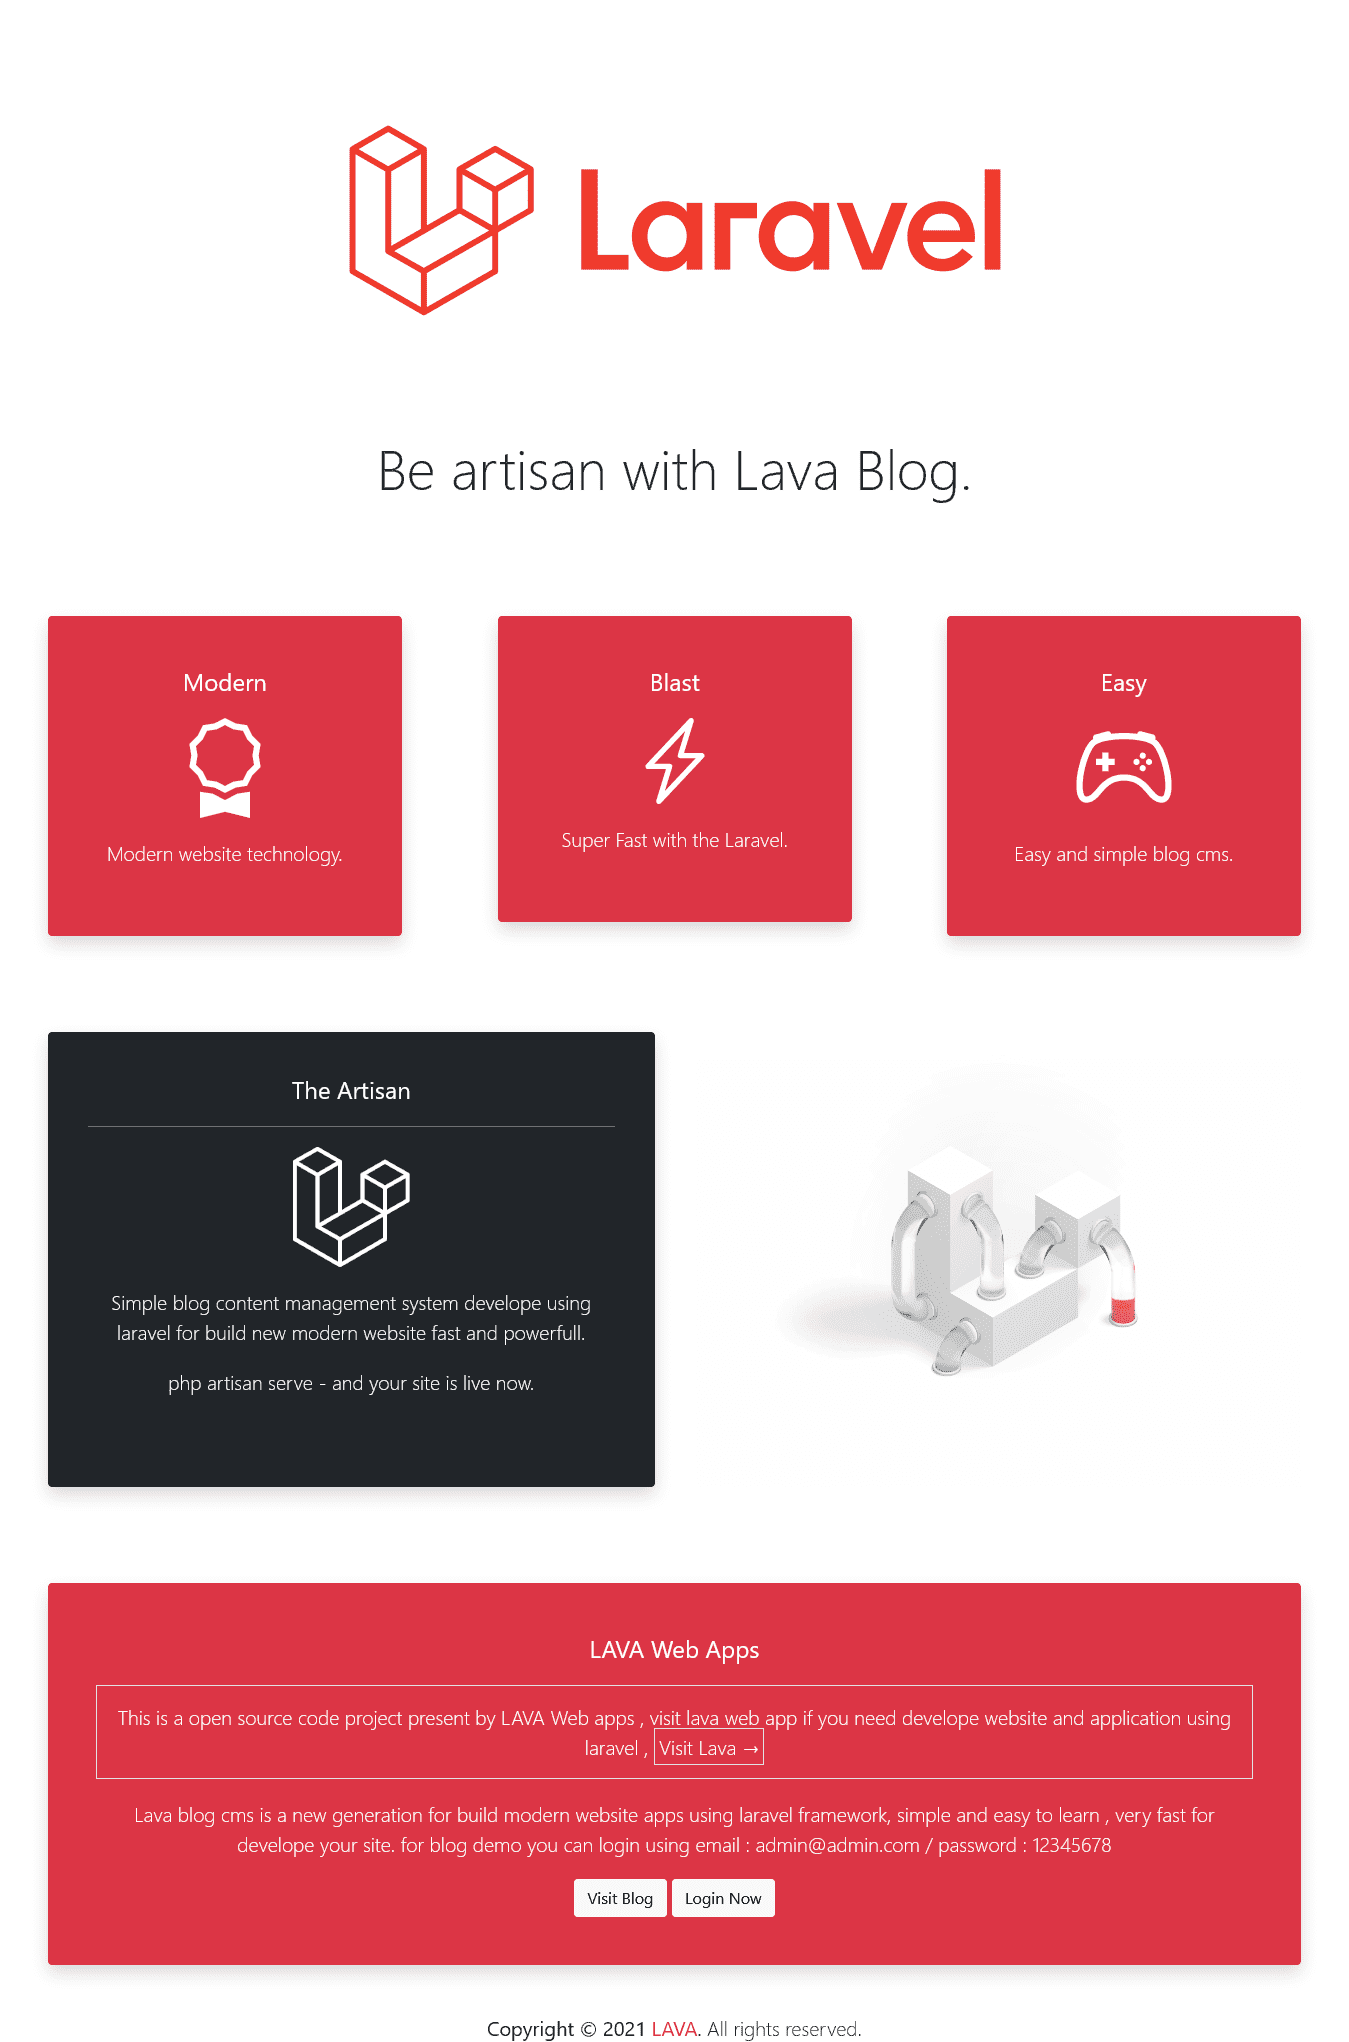 Laravel
Be artisan with Lava Blog.
Modern
Modern website technology.
Blast
Super Fast with the Laravel.
Easy
Easy and simple blog cms.
The Artisan
Simple blog content management system develope using
laravel for build new modern website fast and powerfull.
php artisan serve - and your site is live now.
LAVA Web Apps
This is a open source code project present by LAVA Web apps , visit lava web app if you need develope website and application using
laravel , Visit Lava →
Lava blog cms is a new generation for build modern website apps using laravel framework, simple and easy to learn , very fast for
develope your site. for blog demo you can login using email : admin@admin.com / password : 12345678
Visit Blog Login Now
Copyright © 2021 LAVA. All rights reserved.